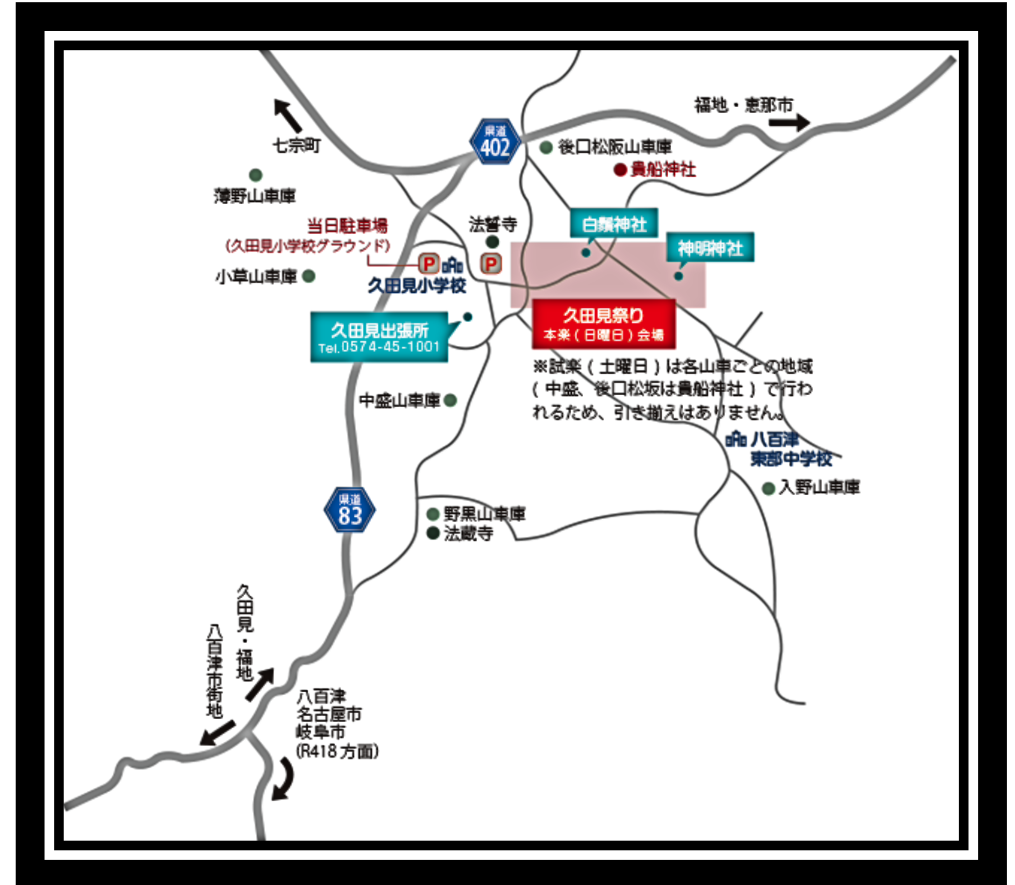 福地・恵那市
県道
402
七宗町
後口松阪山車庫
貴船神社
薄野山車庫
当日駐車場
(久田見小学校グラウンド)
法誓寺
白鬚神社
神明神社
P
P
小草山車庫
久田見小学校
久田見祭り
本楽(日曜日)会場
久田見出張所
Tel.0574-45-1001
※試楽(土曜日)は各山車ごとの地域
(中盛、後口松坂は貴船神社)で行わ
れるため、引き揃えはありません。
中盛山車庫
八百津
東部中学校
入野山車庫
県道
83
野黒山車庫
法蔵寺
久田見・福地
八百津市街地
八百津
名古屋市
岐阜市
(R418方面)